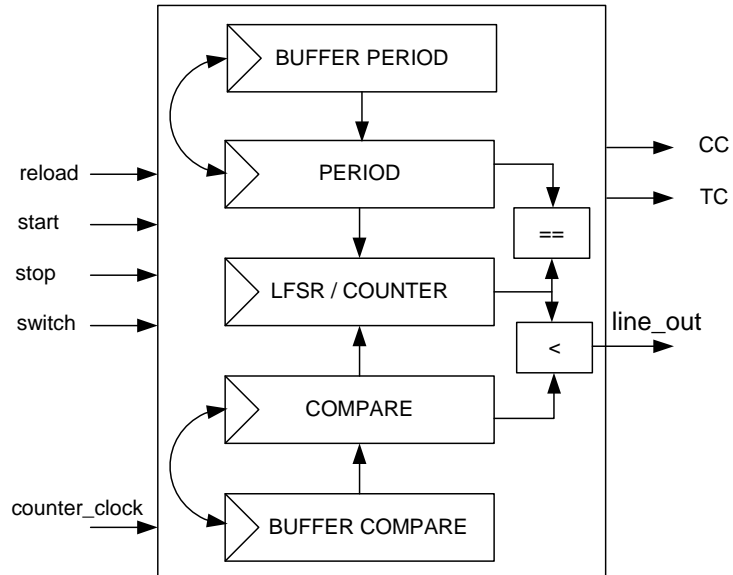 BUFFER PERIOD
PERIOD
==
LFSR / COUNTER
<
COMPARE
BUFFER COMPARE
reload
start
stop
switch
counter_clock
CC
TC
line_out